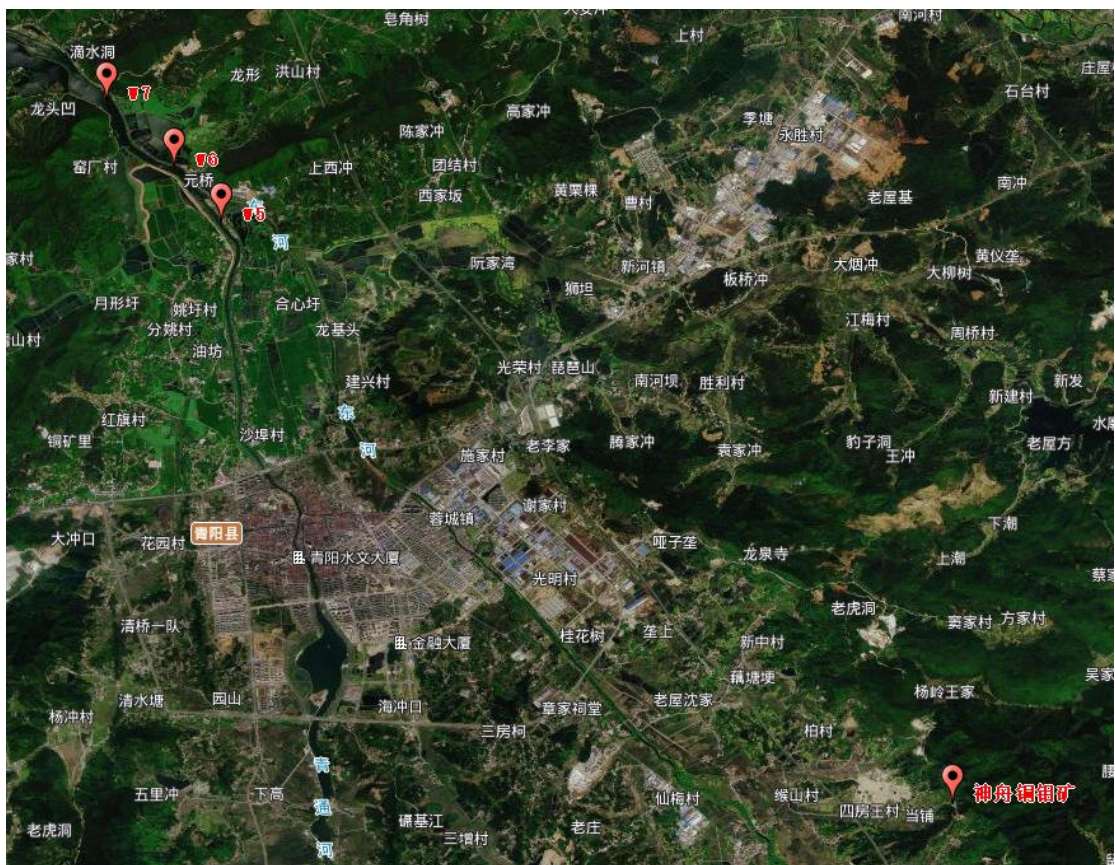 皂角树
上村
南河村
滴水洞
龙形
洪山村
庄屋
石台村
W7
龙头凹
高家冲
季塘
永胜村
陈家冲
窑厂村
W6
元桥
上西冲
团结村
西家坂
黄栗棵
曹村
老屋基
南冲
W5
东
河
家村
阮家湾
新河镇
狮坦
板桥冲
大烟冲
大柳树
黄仪垄
月形圩
姚圩村
合心圩
分姚村
龙基头
江梅村
周桥村
油坊
光荣村
琵琶山
南河坝
胜利村
建兴村
新建村
新发
红旗村
东
河
铜矿里
沙埠村
老李家
腾家冲
袁家冲
豹子洞
王冲
老屋方
施家村
谢家村
蓉城镇
大冲口
花园村
青阳县
青阳水文大厦
哑子垄
龙泉寺
下潮
上潮
光明村
蔡家
老虎洞
窦家村
方家村
清桥一队
金融大厦
桂花树
垄上
新中村
藕塘埂
杨岭王家
吴家
清水塘
园山
海冲口
章家祠堂
老屋沈家
杨冲村
三房柯
柏村
青
通
河
五里冲
下高
碾基江
三增村
老庄
仙梅村
缑山村
四房王村
当铺
神舟铜钼矿
老虎洞